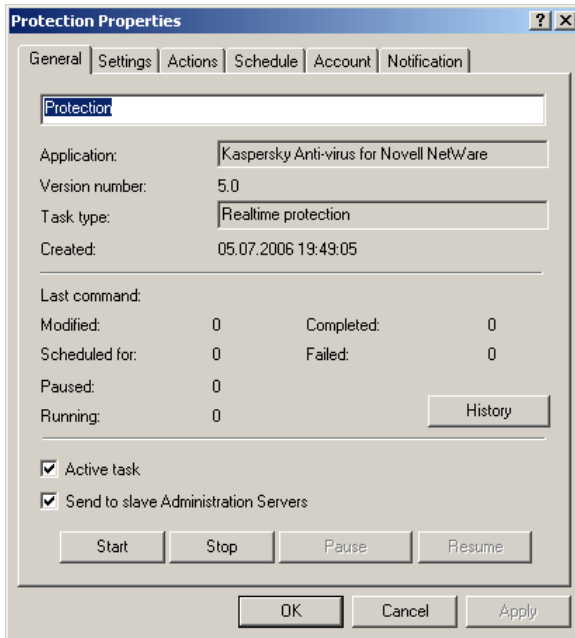 Protection Properties
General Settings Actions Schedule Account Notification
Protection
Application: Kaspersky Anti-virus for Novell NetWare
Version number: 5.0
Task type: Realtime protection
Created: 05.07.2006 19:49:05
Last command:
Modified: 0 Completed: 0
Scheduled for: 0 Failed: 0
Paused: 0
Running: 0 History
Active task
Send to slave Administration Servers
Start Stop Pause Resume
OK Cancel Apply